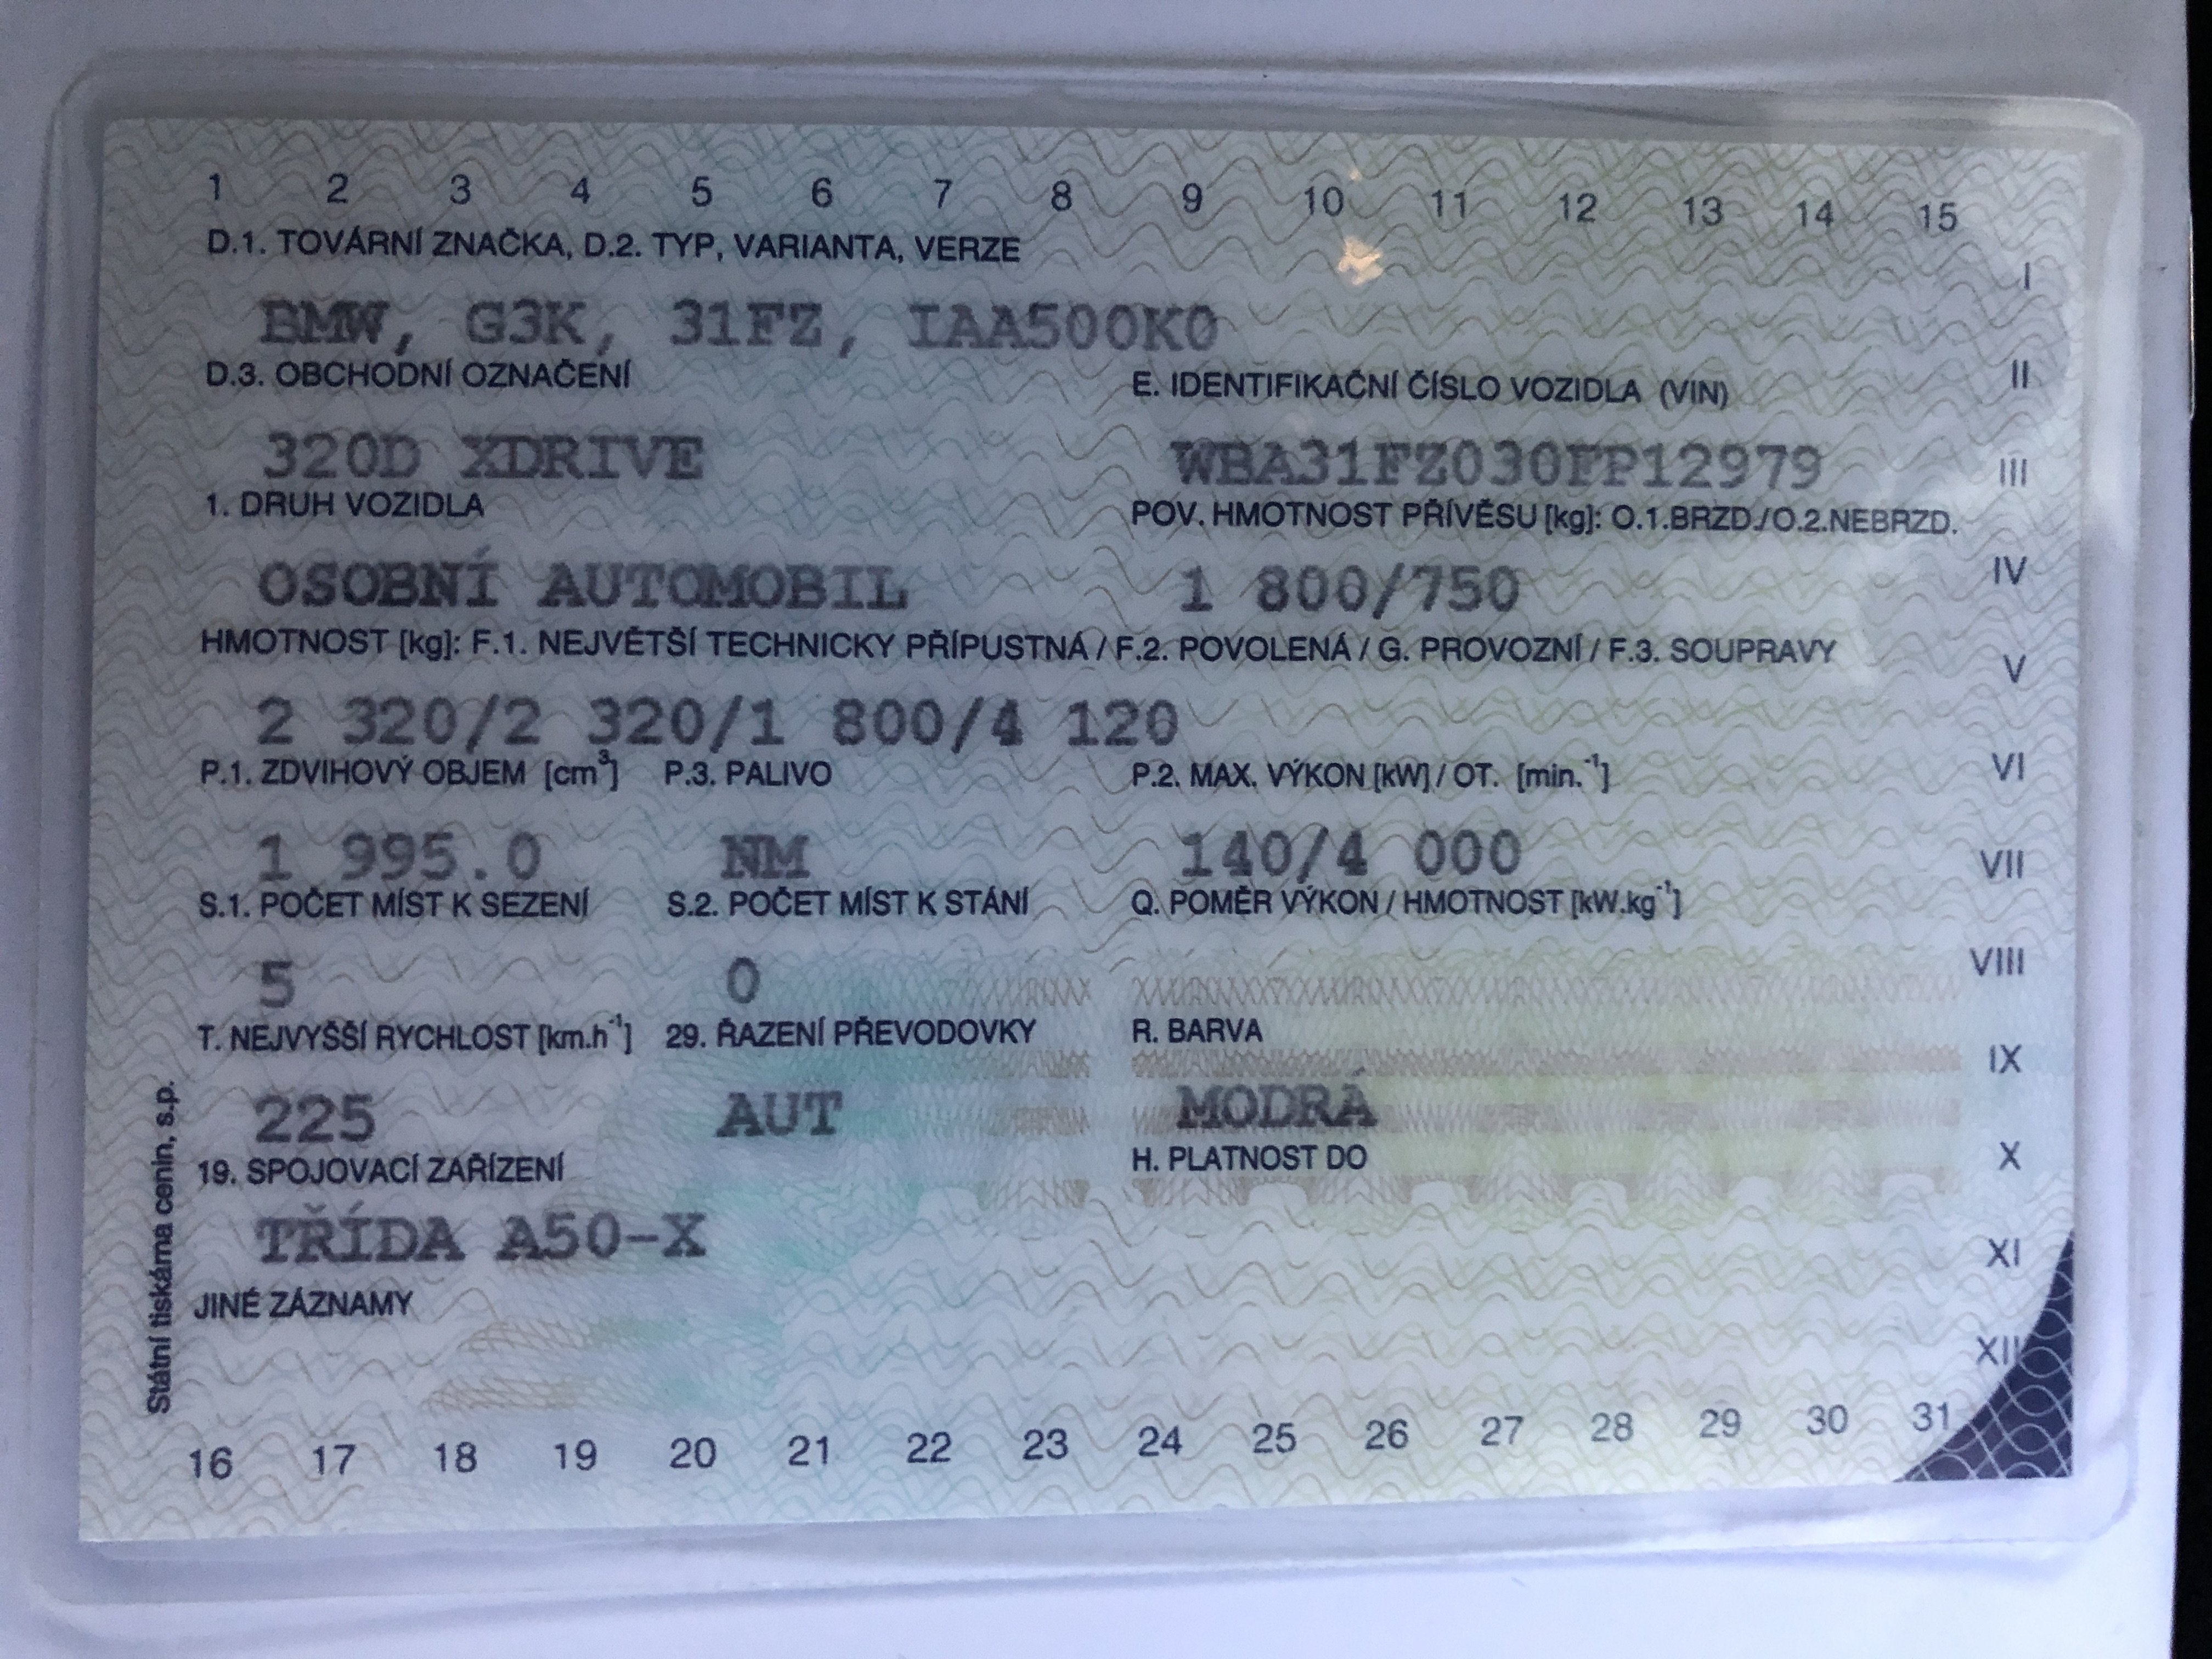 1 2 3 4 5 6 7 8 9 10 11 12 13 14 15
D.1. TOVÁRNÍ ZNAČKA, D.2. TYP, VARIANTA, VERZE
I
BMW, G3K, 31FZ, IAA500K0
D.3. OBCHODNÍ OZNAČENÍ E. IDENTIFIKAČNÍ ČÍSLO VOZIDLA (VIN)
II
320D XDRIVE WBA31FZ030FP12979
III
1. DRUH VOZIDLA POV. HMOTNOST PŘÍVĚSU [kg]: O.1.BRZD./O.2.NEBRZD.
OSOBNÍ AUTOMOBIL 1 800/750
IV
HMOTNOST [kg]: F.1. NEJVĚTŠÍ TECHNICKY PŘÍPUSTNÁ / F.2. POVOLENÁ / G. PROVOZNÍ / F.3. SOUPRAVY
V
2 320/2 320/1 800/4 120
P.1. ZDVIHOVÝ OBJEM [cm³] P.3. PALIVO P.2. MAX. VÝKON [kW] / OT. [min.⁻¹]
VI
1 995.0 NM 140/4 000
VII
S.1. POČET MÍST K SEZENÍ S.2. POČET MÍST K STÁNÍ Q. POMĚR VÝKON / HMOTNOST [kW.kg⁻¹]
VIII
5 0
T. NEJVYŠŠÍ RYCHLOST [km.h⁻¹] 29. ŘAZENÍ PŘEVODOVKY R. BARVA
IX
225 AUT MODRÁ
19. SPOJOVACÍ ZAŘÍZENÍ H. PLATNOST DO
X
TŘÍDA A50-X
XI
JINÉ ZÁZNAMY
XII
16 17 18 19 20 21 22 23 24 25 26 27 28 29 30 31
Státní tiskárna cenin, s.p.